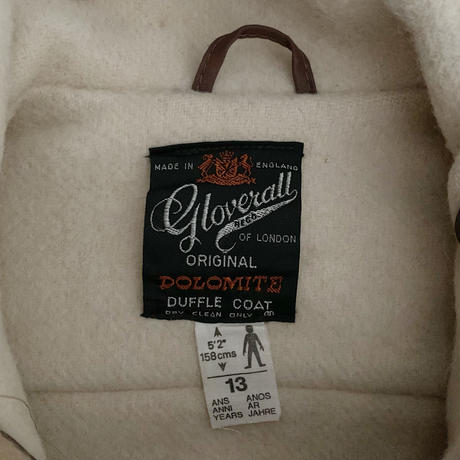 MADE IN ENGLAND
Gloverall
REGD.
OF LONDON
ORIGINAL
DOLOMITE
DUFFLE COAT
DRY CLEAN ONLY
5'2"
158cms
13
ANS ANOS
ANNI AR
YEARS JAHRE